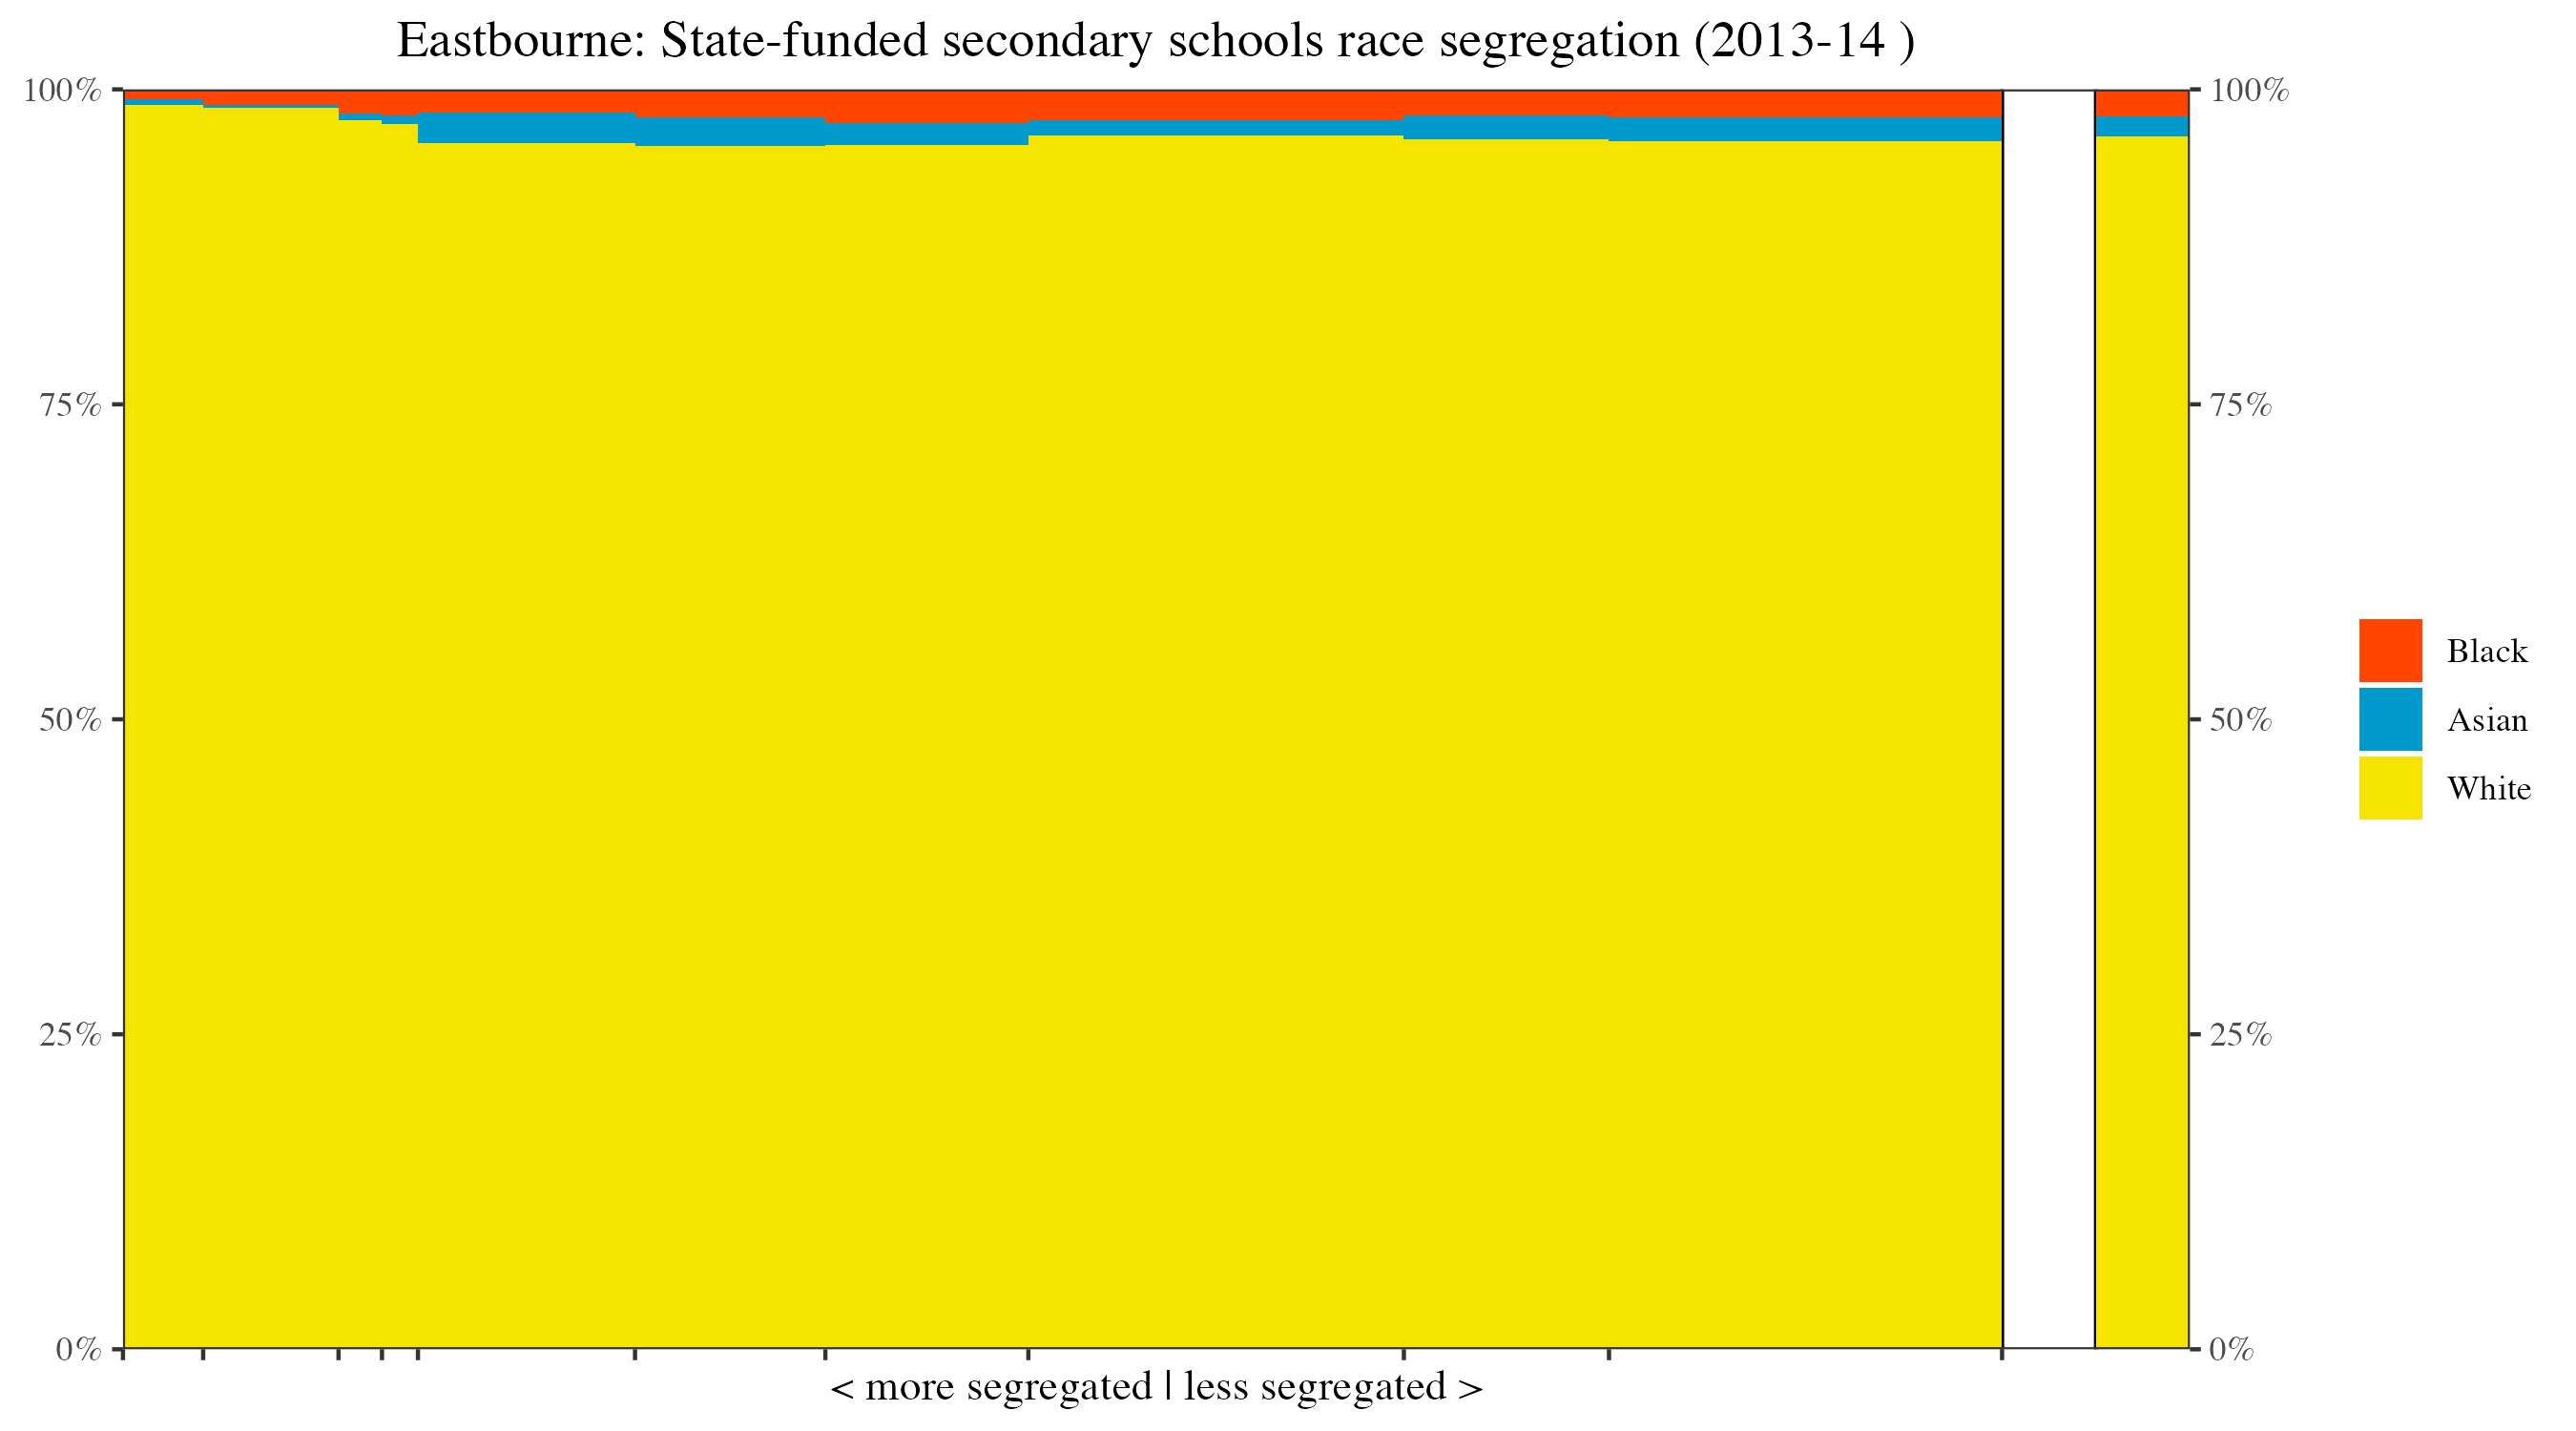 Eastbourne: State-funded secondary schools race segregation (2013-14 )
100%
75%
50%
25%
0%
100%
75%
50%
25%
0%
Black
Asian
White
< more segregated | less segregated >